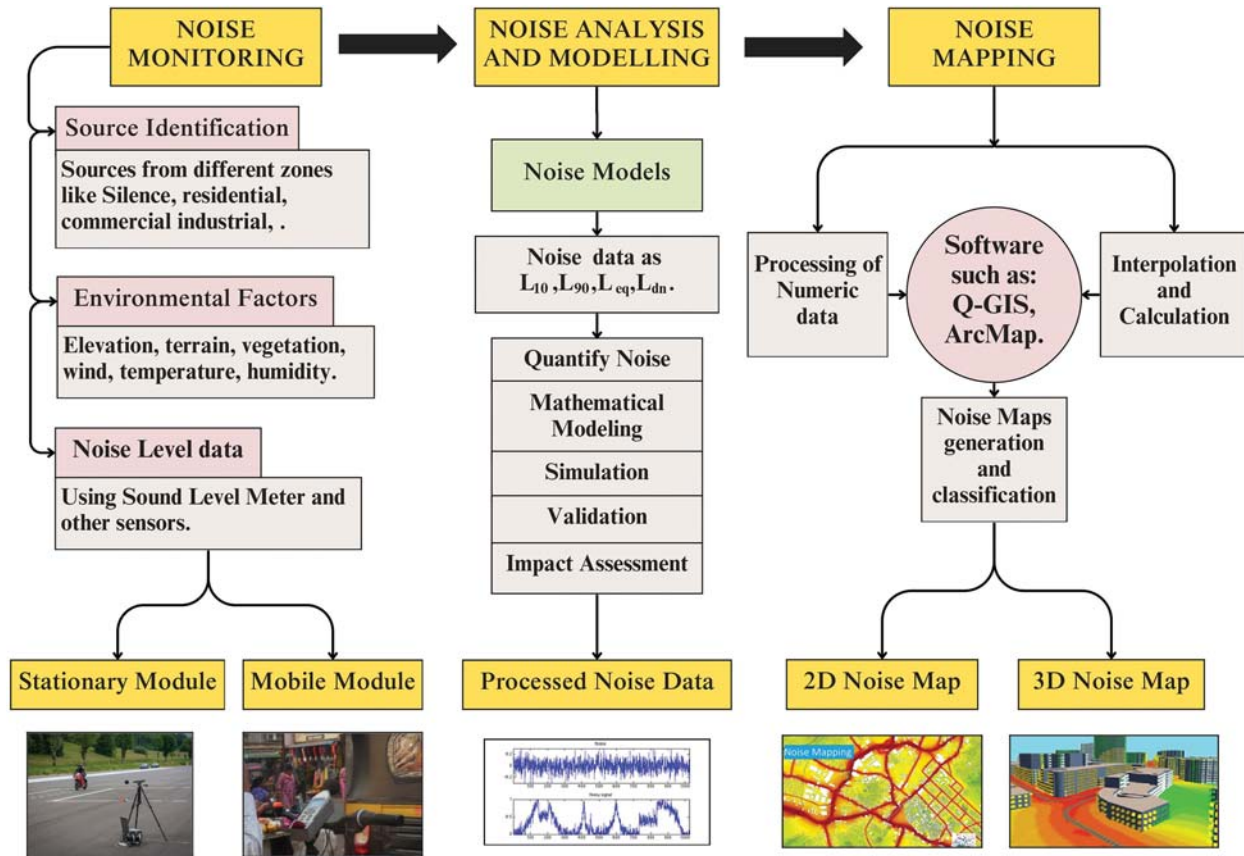 NOISE
MONITORING
NOISE ANALYSIS
AND MODELLING
NOISE
MAPPING
Source Identification
Sources from different zones
like Silence, residential,
commercial industrial, .
Environmental Factors
Elevation, terrain, vegetation,
wind, temperature, humidity.
Noise Level data
Using Sound Level Meter and
other sensors.
Stationary Module
Mobile Module
Noise Models
Noise data as
L10 ,L90,L eq,Ldn.
Quantify Noise
Mathematical
Modeling
Simulation
Validation
Impact Assessment
Processed Noise Data
Processing of
Numeric
data
Software
such as:
Q-GIS,
ArcMap.
Interpolation
and
Calculation
Noise Maps
generation
and
classification
2D Noise Map
3D Noise Map
Noise Mapping